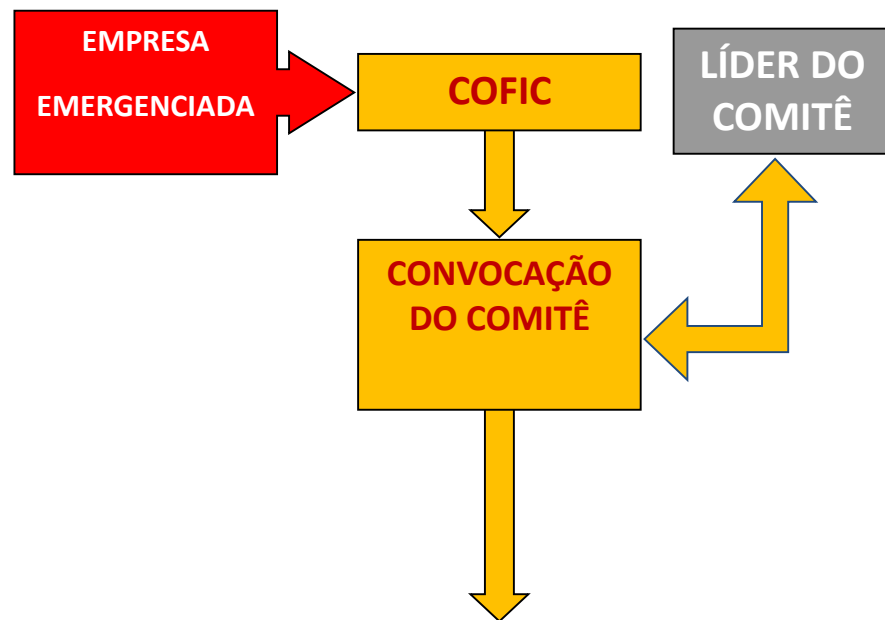 EMPRESA
EMERGENCIADA
COFIC
LÍDER DO
COMITÊ
CONVOCAÇÃO
DO COMITÊ